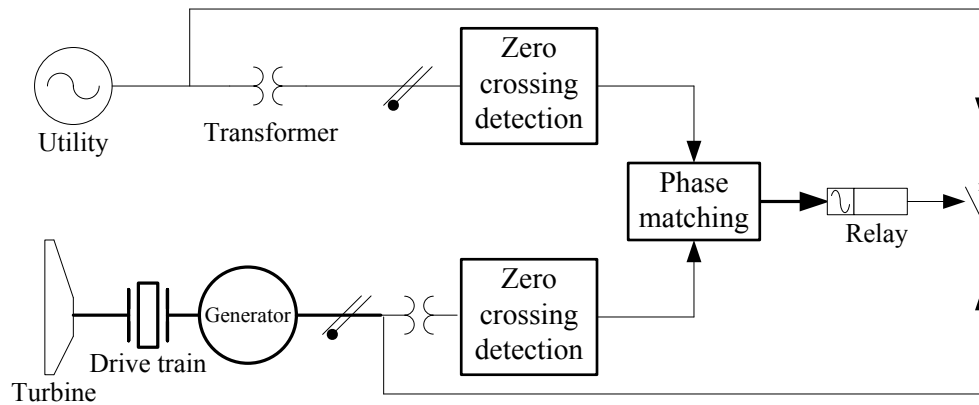 Utility
Transformer
Zero
crossing
detection
Phase
matching
Relay
Turbine
Drive train
Generator
Zero
crossing
detection